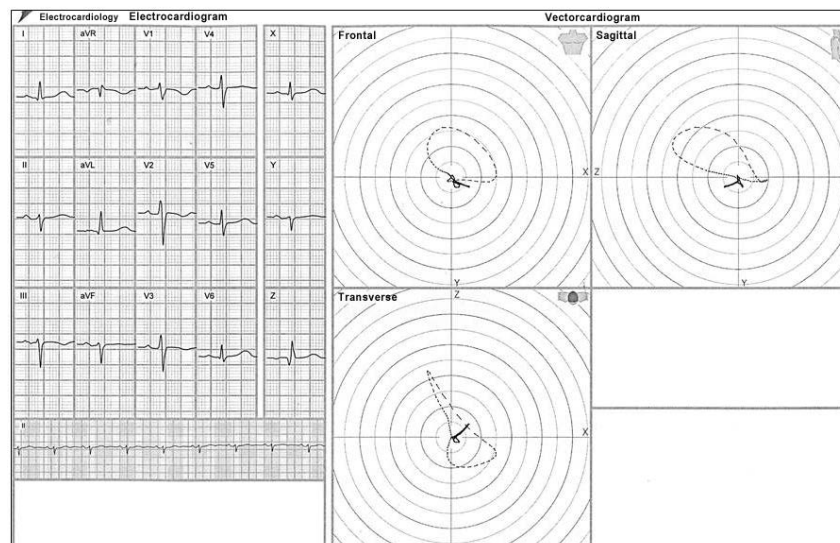 Electrocardiology Electrocardiogram
Vectorcardiogram
I aVR V1 V4 X
Frontal
Sagittal
X
Z
II aVL V2 V5 Y
Y
Y
III aVF V3 V6 Z
Transverse
Z
X
II